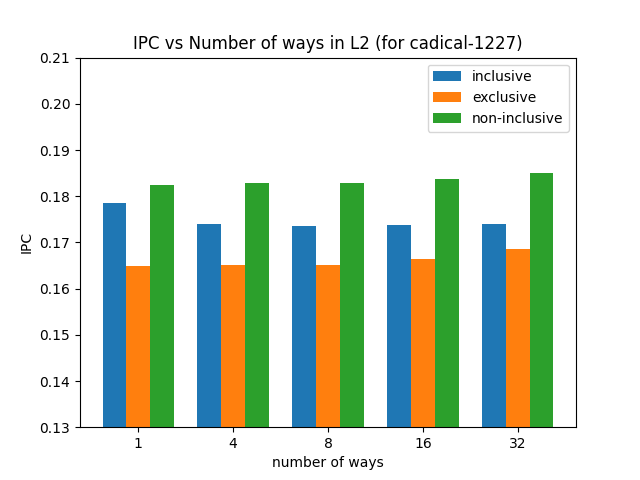 IPC vs Number of ways in L2 (for cadical-1227)
inclusive
exclusive
non-inclusive
IPC
0.21
0.20
0.19
0.18
0.17
0.16
0.15
0.14
0.13
1 4 8 16 32
number of ways